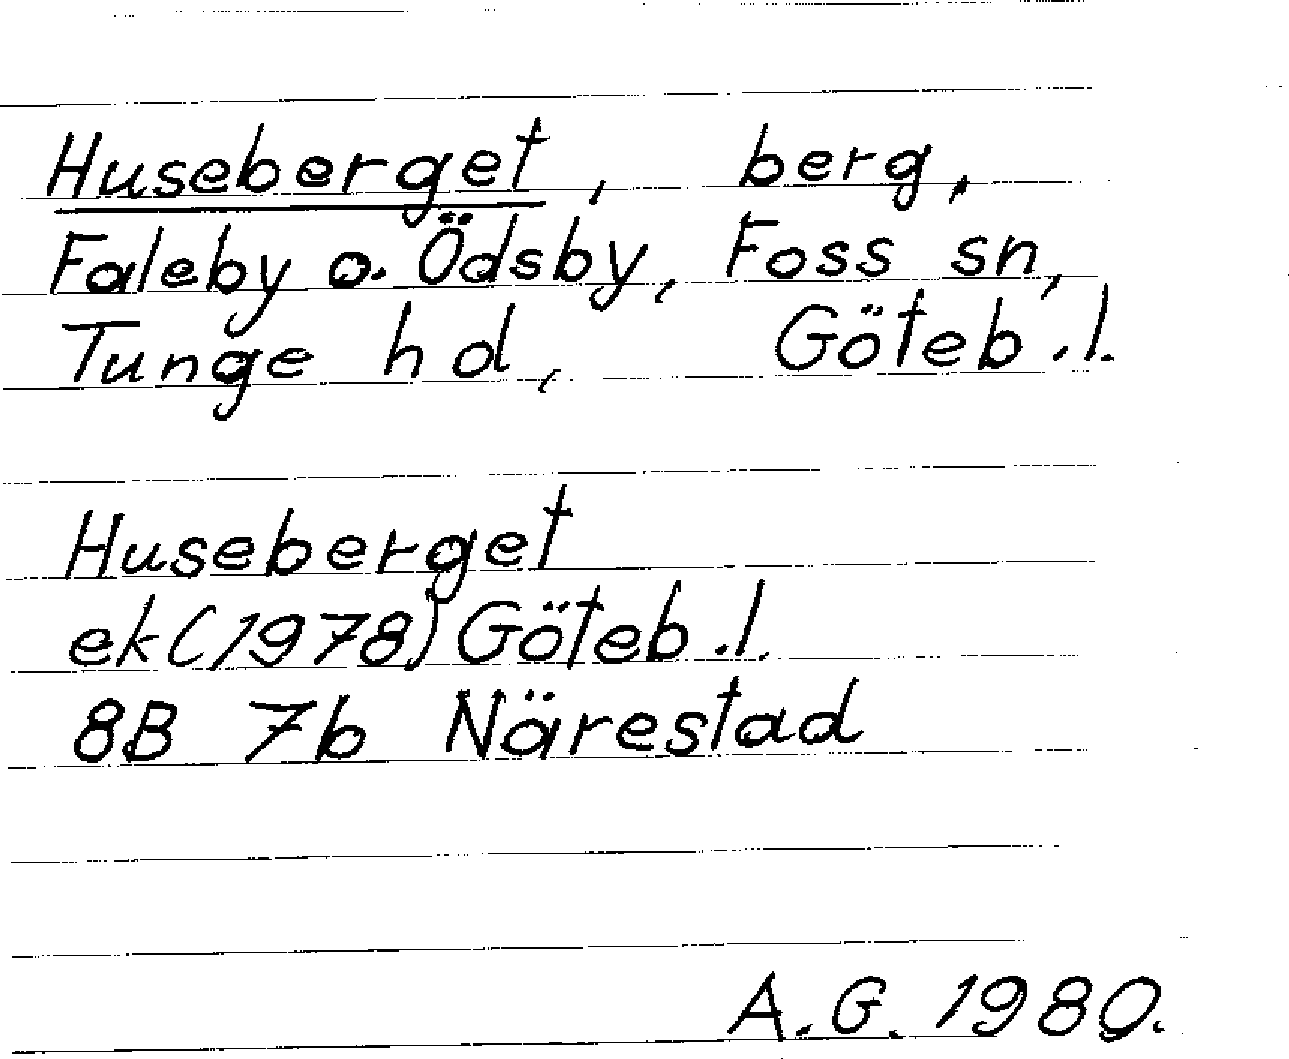 Huseberget, berg,
Faleby o. Ödsby, Foss sn,
Tunge hd, Göteb.l.
Huseberget
ek(1978) Göteb.l.
8B 7b Närestad
A.G. 1980.